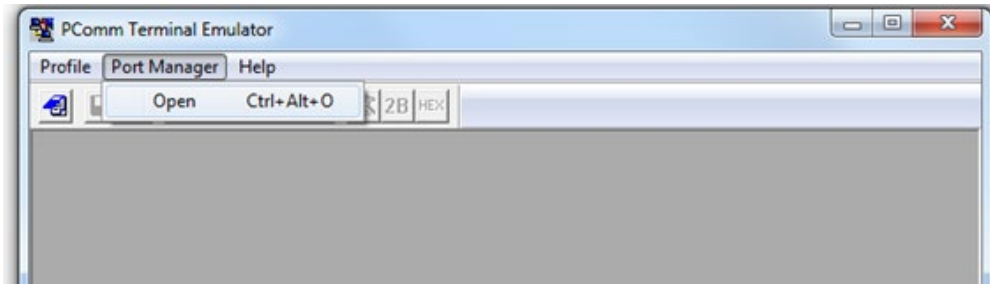 PComm Terminal Emulator
Profile Port Manager Help
Open Ctrl+Alt+O
2B HEX